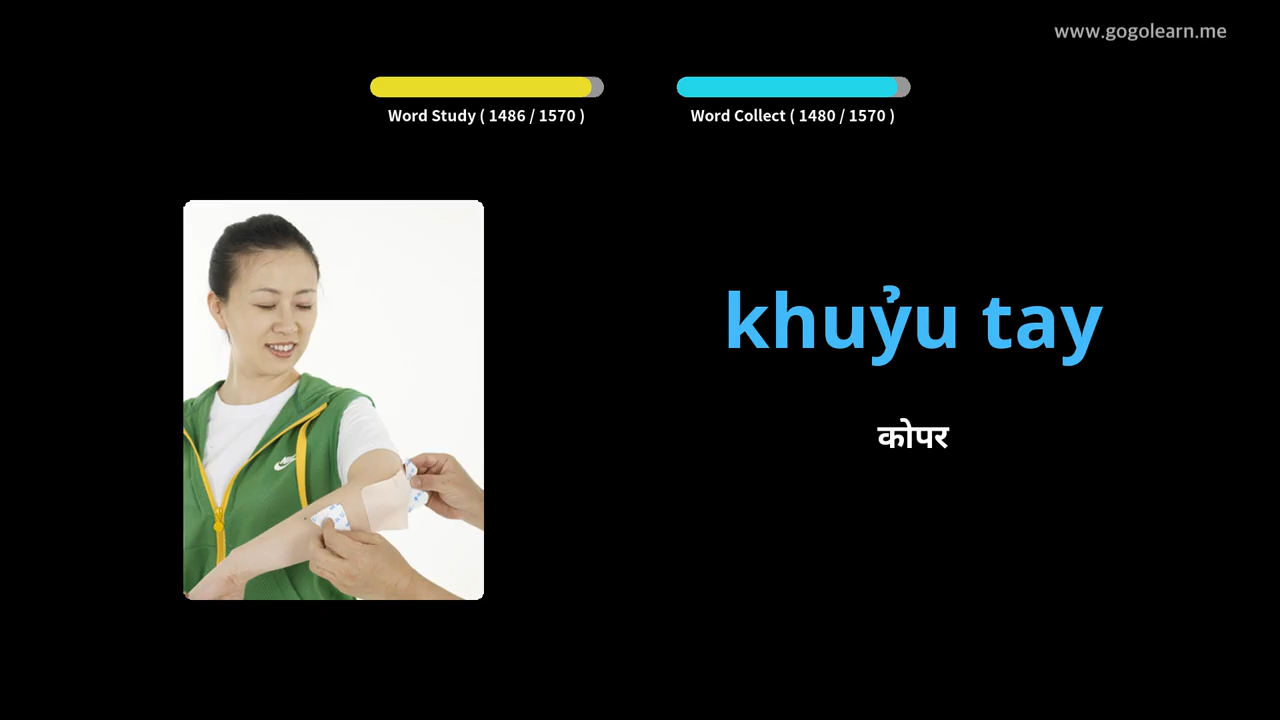 www.gogolearn.me
Word Study ( 1486 / 1570 )
Word Collect ( 1480 / 1570 )
khuỷu tay
कोपर